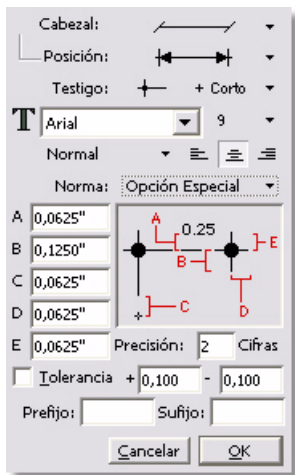 Cabezal:
Posición:
Testigo: + Corto
T Arial 9
Normal
Norma: Opción Especial
A 0,0625"
B 0,1250"
C 0,0625"
D 0,0625"
E 0,0625"
A 0.25 E
B
C D
Precisión: 2 Cifras
Tolerancia + 0,100 - 0,100
Prefijo: Sufijo:
Cancelar OK